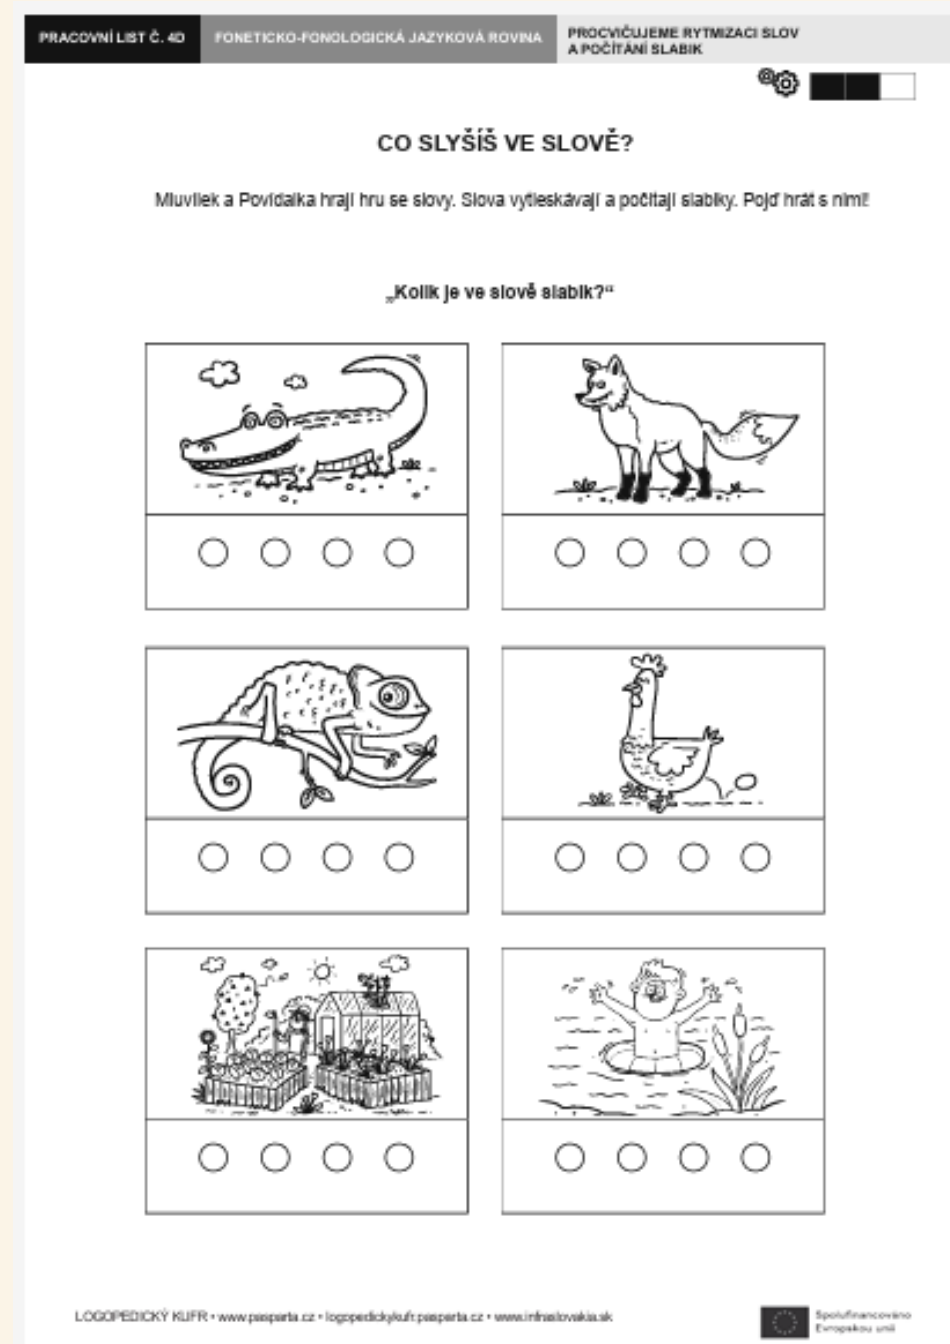 PRACOVNÍ LIST Č. 4D
FONETICKO-FONOLOGICKÁ JAZYKOVÁ ROVINA
PROCVIČUJEME RYTMIZACI SLOV
A POČÍTÁNÍ SLABIK
CO SLYŠÍŠ VE SLOVĚ?
Mluvílek a Povídalka hrají hru se slovy. Slova vytleskávají a počítají slabiky. Pojď hrát s nimi!
„Kolik je ve slově slabik?“
LOGOPEDICKÝ KUFR • www.pasparta.cz • logopedickykufr.pasparta.cz • www.infraslovakia.sk
Spolufinancováno
Evropskou unií